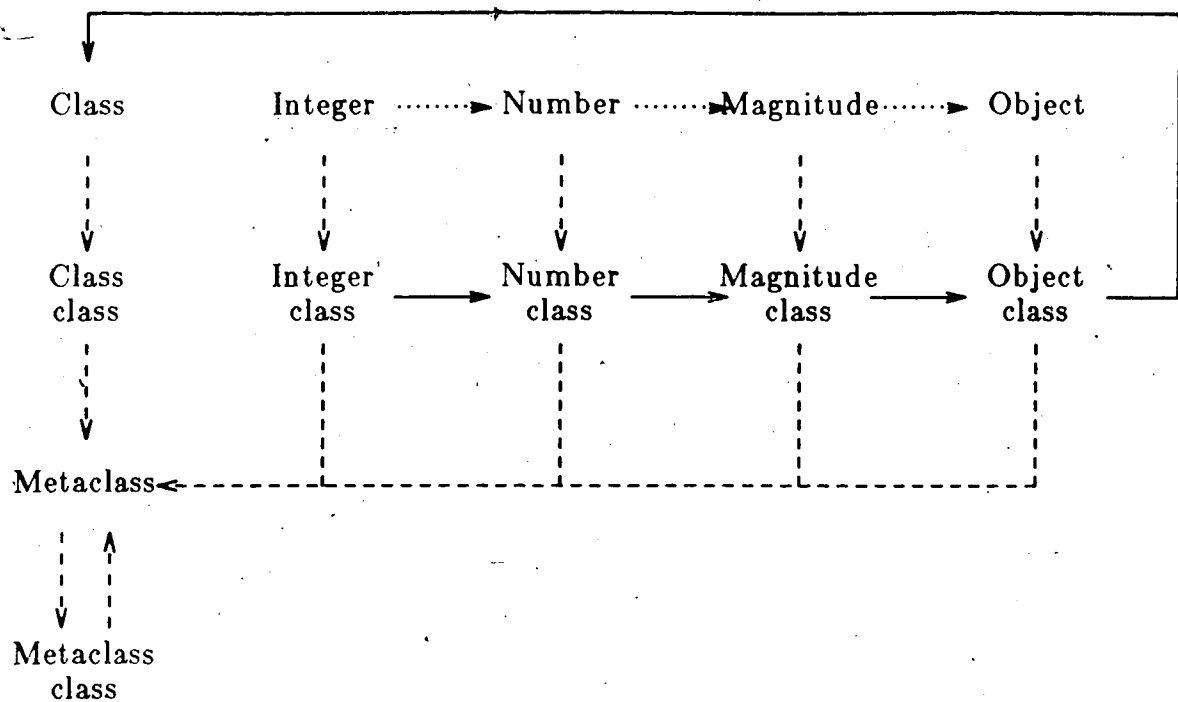 Class Integer Number Magnitude Object
Class class
Integer class
Number class
Magnitude class
Object class
Metaclass
Metaclass
class